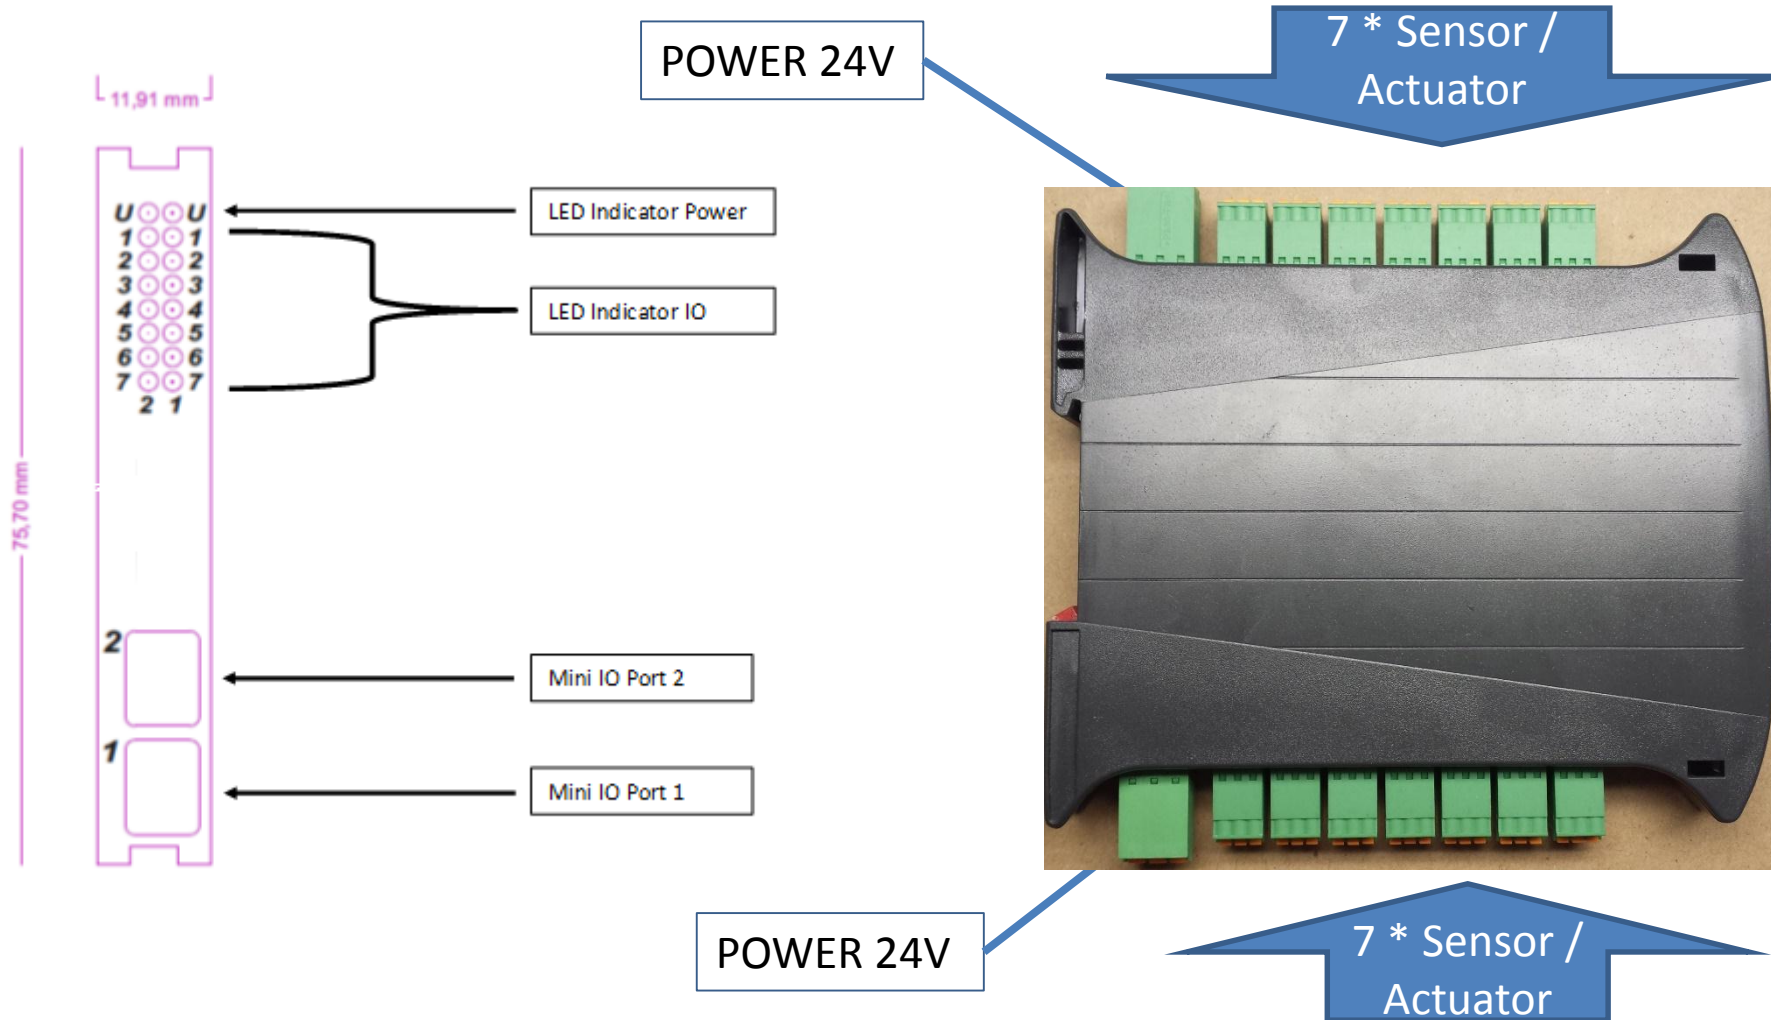 POWER 24V
7 * Sensor /
Actuator
11,91 mm
75,70 mm
U U
1 1
2 2
3 3
4 4
5 5
6 6
7 7
2 1
LED Indicator Power
LED Indicator IO
2
Mini IO Port 2
1
Mini IO Port 1
POWER 24V
7 * Sensor /
Actuator